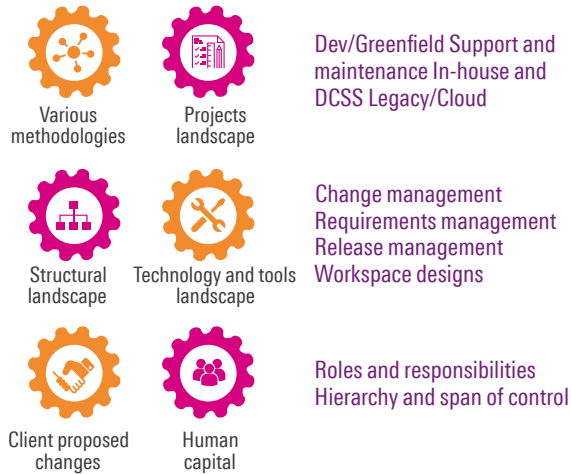 Various
methodologies
Projects
landscape
Dev/Greenfield Support and
maintenance In-house and
DCSS Legacy/Cloud
Structural
landscape
Technology and tools
landscape
Change management
Requirements management
Release management
Workspace designs
Client proposed
changes
Human
capital
Roles and responsibilities
Hierarchy and span of control